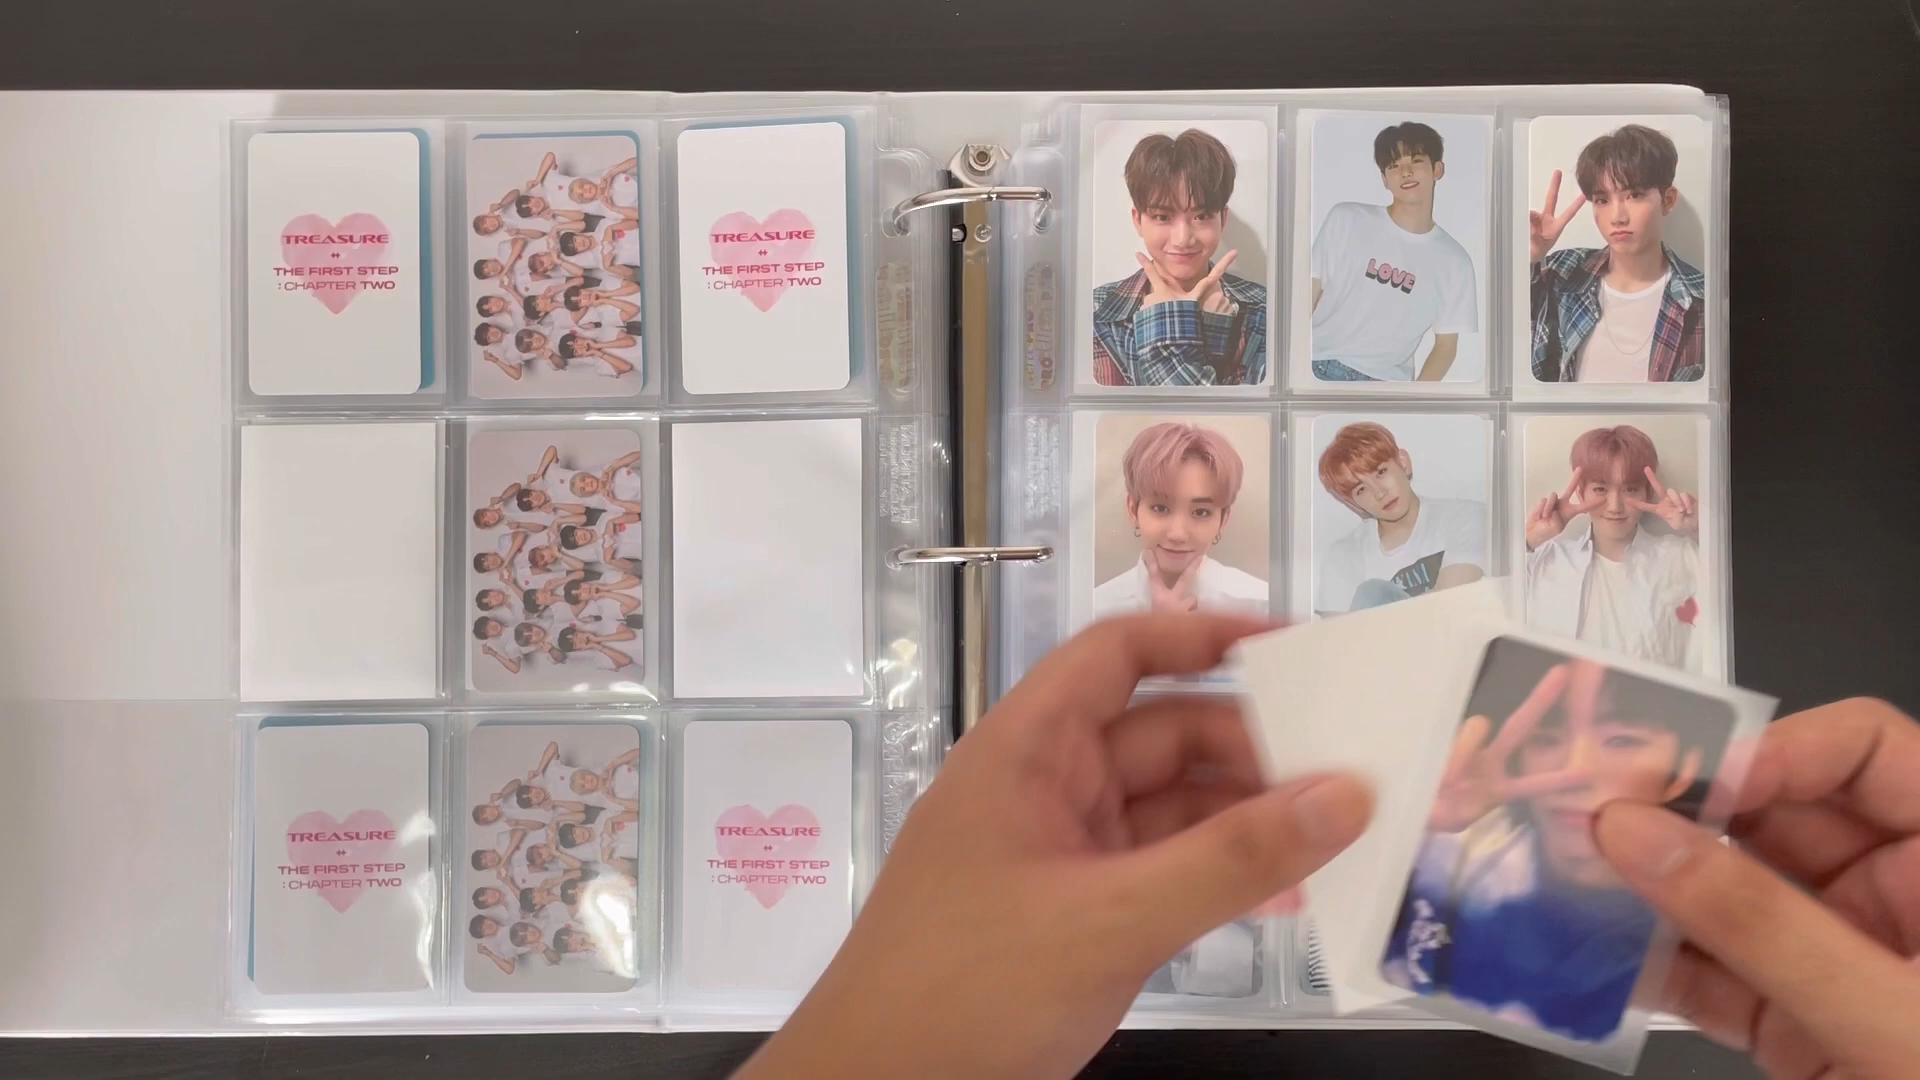 TREASURE
THE FIRST STEP
: CHAPTER TWO
TREASURE
THE FIRST STEP
: CHAPTER TWO
LOVE
TREASURE
THE FIRST STEP
: CHAPTER TWO
TREASURE
THE FIRST STEP
: CHAPTER TWO